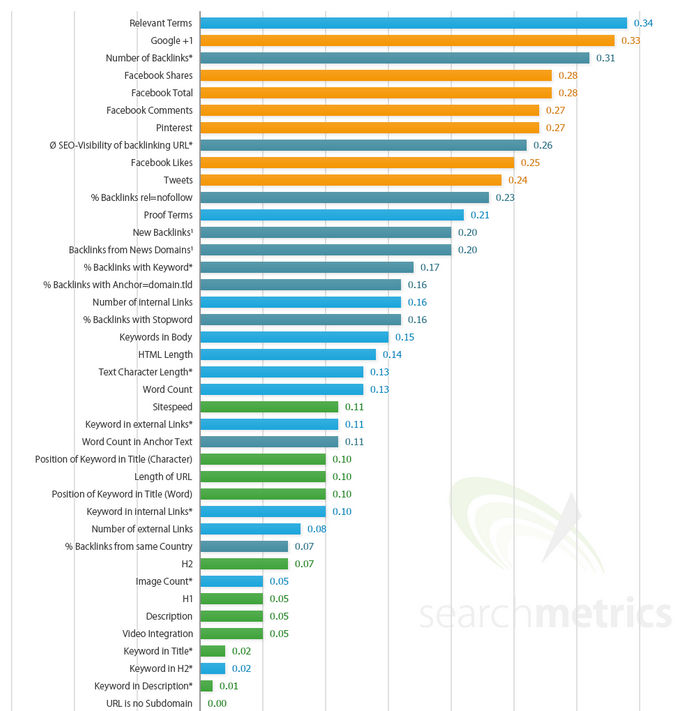 Relevant Terms 0.34
Google +1 0.33
Number of Backlinks* 0.31
Facebook Shares 0.28
Facebook Total 0.28
Facebook Comments 0.27
Pinterest 0.27
Ø SEO-Visibility of backlinking URL* 0.26
Facebook Likes 0.25
Tweets 0.24
% Backlinks rel=nofollow 0.23
Proof Terms 0.21
New Backlinks¹ 0.20
Backlinks from News Domains¹ 0.20
% Backlinks with Keyword* 0.17
% Backlinks with Anchor=domain.tld 0.16
Number of internal Links 0.16
% Backlinks with Stopword 0.16
Keywords in Body 0.15
HTML Length 0.14
Text Character Length* 0.13
Word Count 0.13
Sitespeed 0.11
Keyword in external Links* 0.11
Word Count in Anchor Text 0.11
Position of Keyword in Title (Character) 0.10
Length of URL 0.10
Position of Keyword in Title (Word) 0.10
Keyword in internal Links* 0.10
Number of external Links 0.08
% Backlinks from same Country 0.07
H2 0.07
Image Count* 0.05
H1 0.05
Description 0.05
Video Integration 0.05
Keyword in Title* 0.02
Keyword in H2* 0.02
Keyword in Description* 0.01
URL is no Subdomain 0.00
searchmetrics